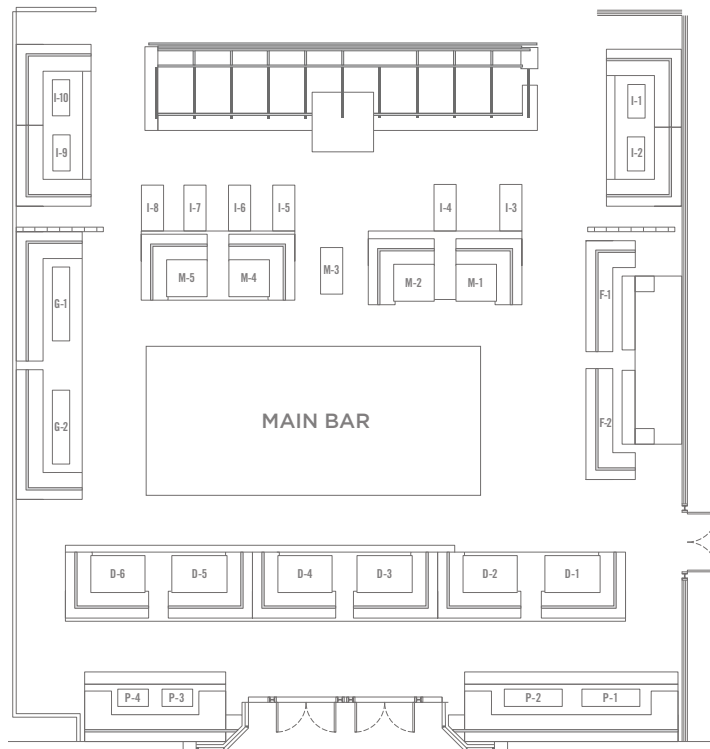 I-10
I-1
I-9
I-2
I-8
I-7
I-6
I-5
I-4
I-3
M-5
M-4
M-3
M-2
M-1
G-1
F-1
MAIN BAR
G-2
F-2
D-6
D-5
D-4
D-3
D-2
D-1
P-4
P-3
P-2
P-1